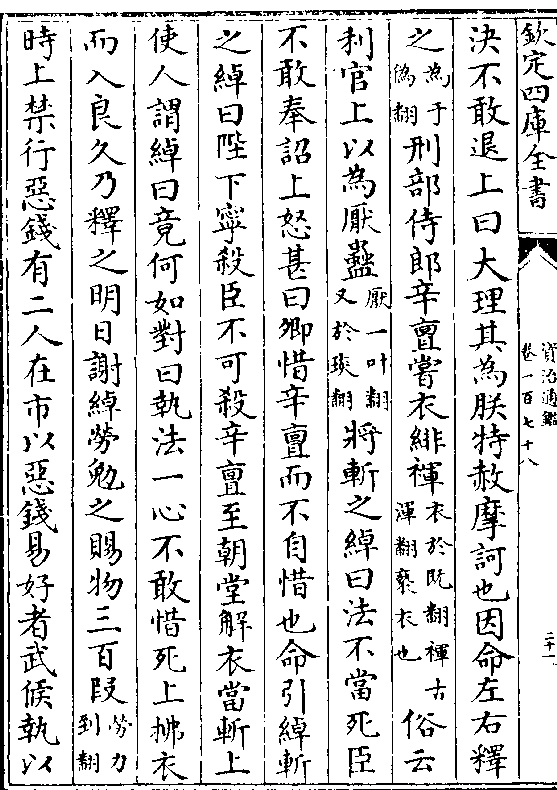 欽定四庫全書
資治通鑑
卷一百七十八
二十一
決不敢退上曰大理其為朕特赦摩訶也因命左右釋
之為于偽翻刑部侍郎辛亶嘗衣緋褌衣於既翻褌古渾翻褻衣也俗云
利官上以為厭蠱厭一叶翻又於琰翻將斬之綽曰法不當死臣
不敢奉詔上怒甚曰卿惜辛亶而不自惜也命引綽斬
之綽曰陛下寧殺臣不可殺辛亶至朝堂解衣當斬上
使人謂綽曰竟何如對曰執法一心不敢惜死上拂衣
而入良久乃釋之明日謝綽勞勉之賜物三百段勞力到翻
時上禁行惡錢有二人在市以惡錢易好者武候執以